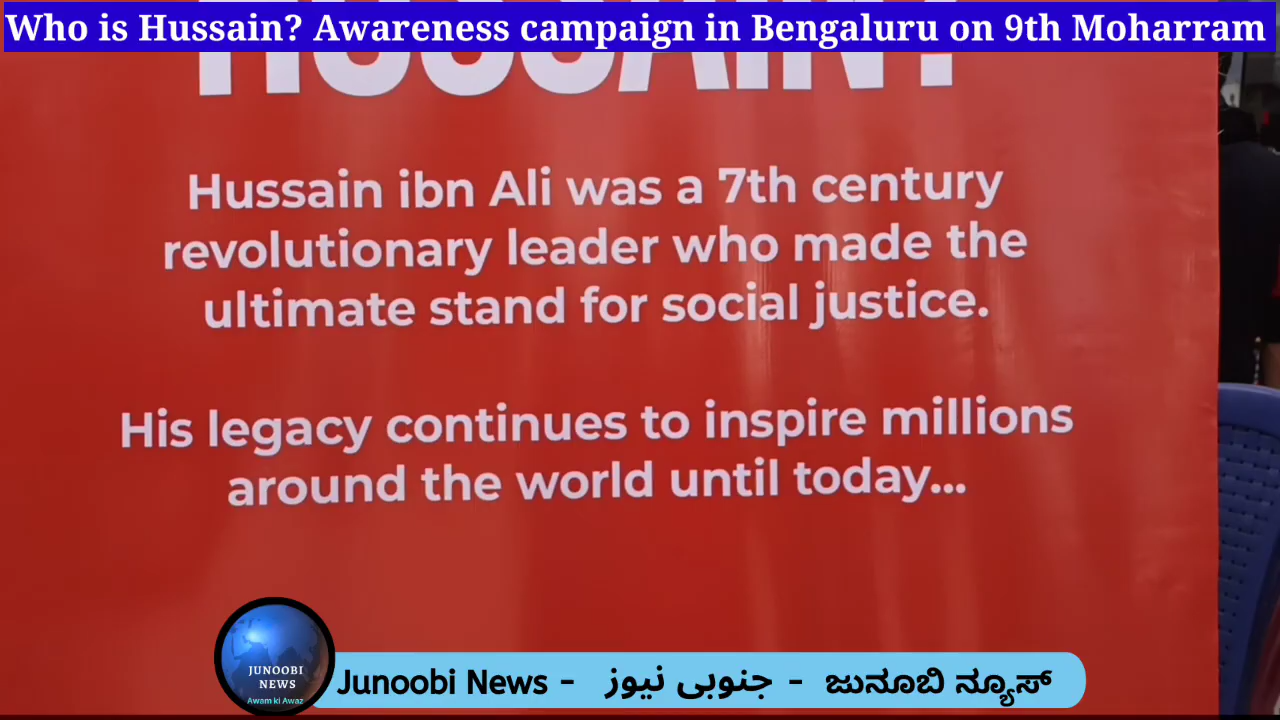 Who is Hussain? Awareness campaign in Bengaluru on 9th Moharram
HUSSAIN?
Hussain ibn Ali was a 7th century
revolutionary leader who made the
ultimate stand for social justice.
His legacy continues to inspire millions
around the world until today...
JUNOOBI
NEWS
Awam ki Awaz
Junoobi News - جنوبی نیوز - ಜುನೂಬಿ ನ್ಯೂಸ್